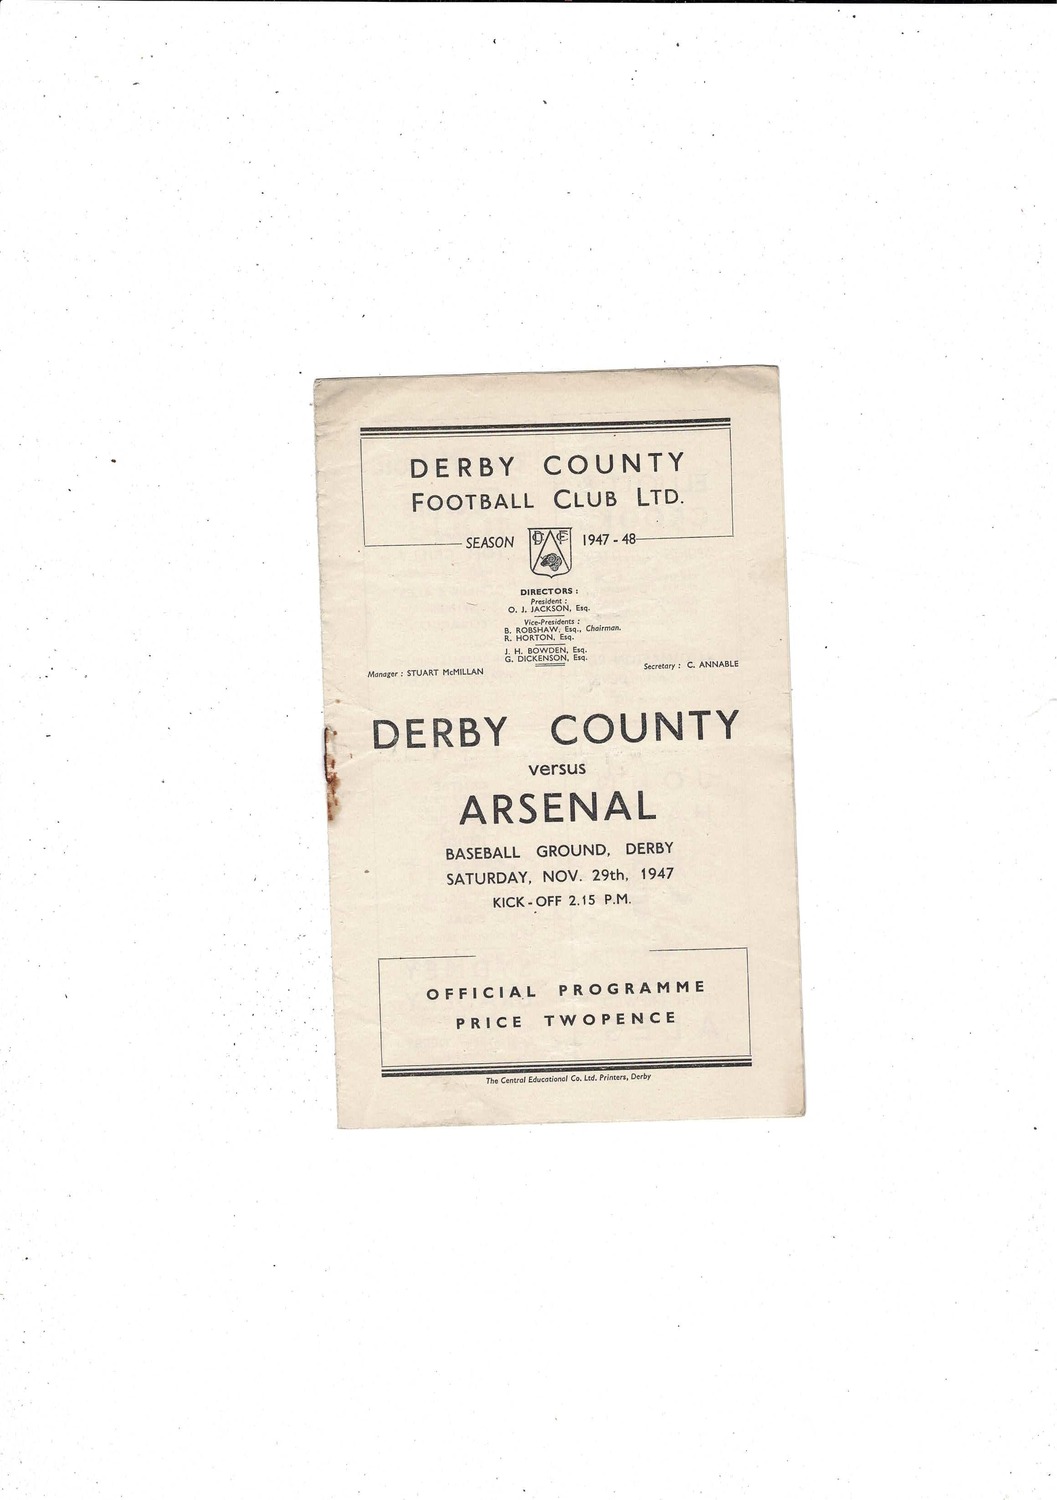 DERBY COUNTY
FOOTBALL CLUB LTD.
SEASON 1947-48
DIRECTORS:
President:
O. J. JACKSON, Esq.
Vice-Presidents:
B. ROBSHAW, Esq., Chairman.
R. HORTON, Esq.
J. H. BOWDEN, Esq.
G. DICKENSON, Esq.
Manager: STUART McMILLAN
Secretary: C. ANNABLE
DERBY COUNTY
versus
ARSENAL
BASEBALL GROUND, DERBY
SATURDAY, NOV. 29th, 1947
KICK-OFF 2.15 P.M.
OFFICIAL PROGRAMME
PRICE TWOPENCE
The Central Educational Co. Ltd. Printers, Derby